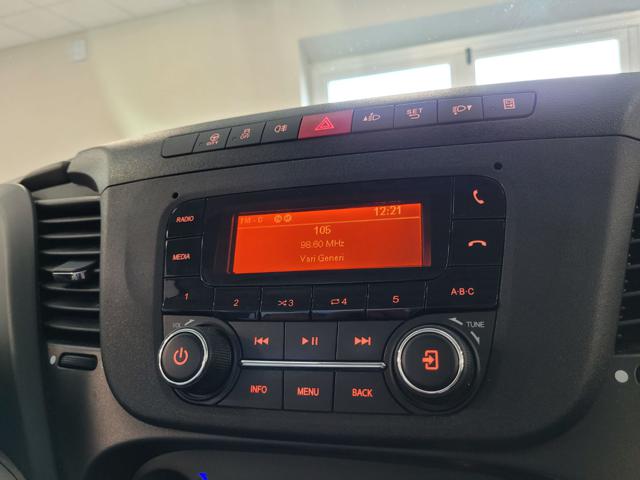 SET
FM - C 12:21
105
98.60 MHz
Vari Generi
RADIO
MEDIA
1 2 3 4 5 A·B·C
VOL TUNE
INFO MENU BACK